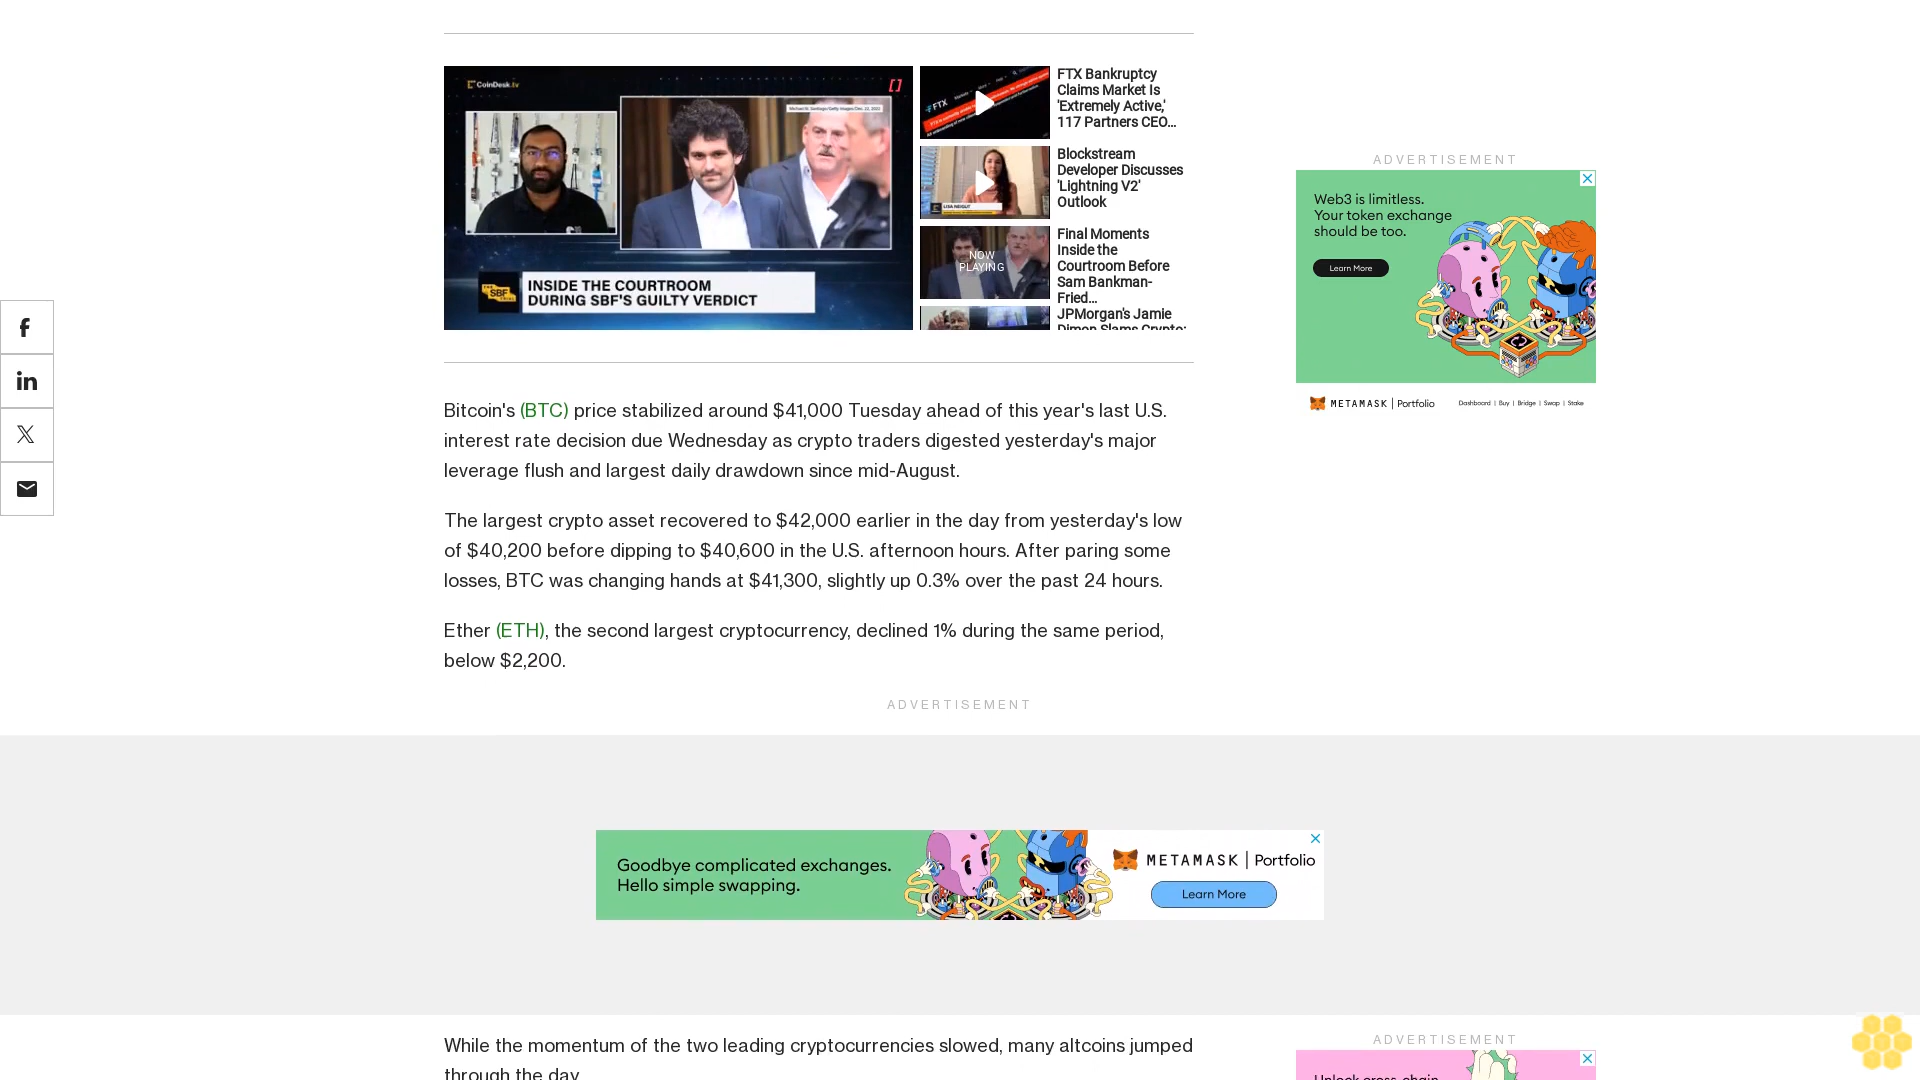 CoinDesk.tv
INSIDE THE COURTROOM
DURING SBF'S GUILTY VERDICT
SBF
FTX
FTX Bankruptcy
Claims Market Is
'Extremely Active,'
117 Partners CEO...
Blockstream
Developer Discusses
'Lightning V2'
Outlook
LISA NEIGUT
NOW
PLAYING
Final Moments
Inside the
Courtroom Before
Sam Bankman-
Fried...
JPMorgan's Jamie
Dimon Slams Crypto:
ADVERTISEMENT
Web3 is limitless.
Your token exchange
should be too.
Learn More
METAMASK | Portfolio
Dashboard | Buy | Bridge | Swap | Stake
Bitcoin's (BTC) price stabilized around $41,000 Tuesday ahead of this year's last U.S.
interest rate decision due Wednesday as crypto traders digested yesterday's major
leverage flush and largest daily drawdown since mid-August.
The largest crypto asset recovered to $42,000 earlier in the day from yesterday's low
of $40,200 before dipping to $40,600 in the U.S. afternoon hours. After paring some
losses, BTC was changing hands at $41,300, slightly up 0.3% over the past 24 hours.
Ether (ETH), the second largest cryptocurrency, declined 1% during the same period,
below $2,200.
ADVERTISEMENT
Goodbye complicated exchanges.
Hello simple swapping.
METAMASK | Portfolio
Learn More
While the momentum of the two leading cryptocurrencies slowed, many altcoins jumped
through the day
ADVERTISEMENT
Unlock cross-chain